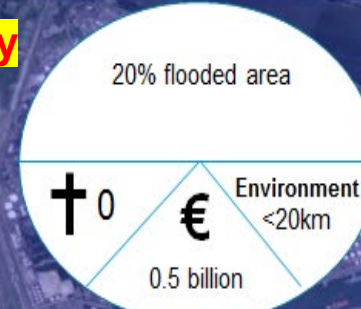 y
20% flooded area
† 0
€
Environment
<20km
0.5 billion